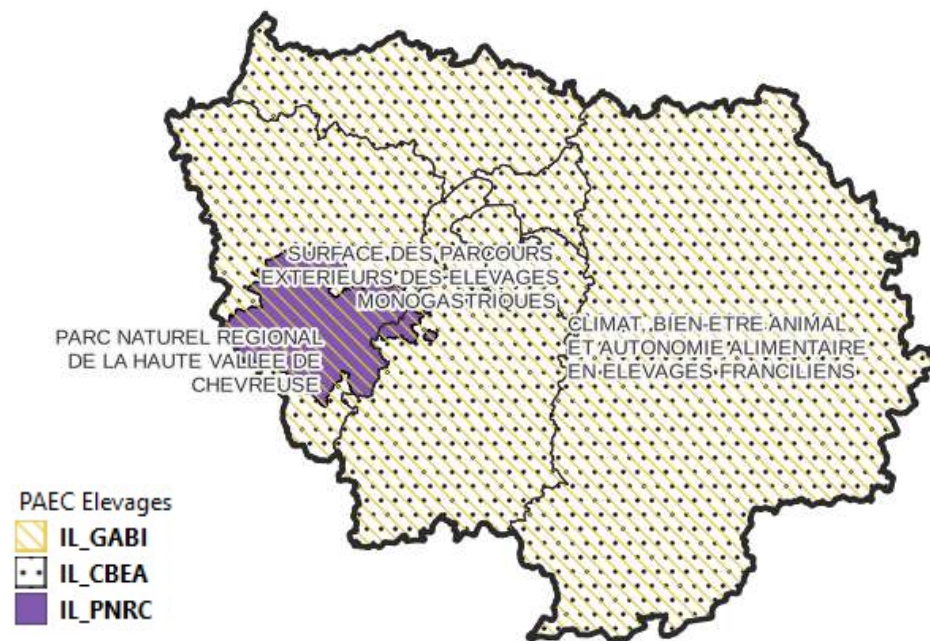 SURFACE DES PARCOURS
EXTERIEURS DES ELEVAGES
MONOGASTRIQUES
PARC NATUREL REGIONAL
DE LA HAUTE VALLEE DE
CHEVREUSE
CLIMAT, BIEN-ETRE ANIMAL
ET AUTONOMIE ALIMENTAIRE
EN ELEVAGES FRANCILIENS
PAEC Elevages
IL_GABI
IL_CBEA
IL_PNRC